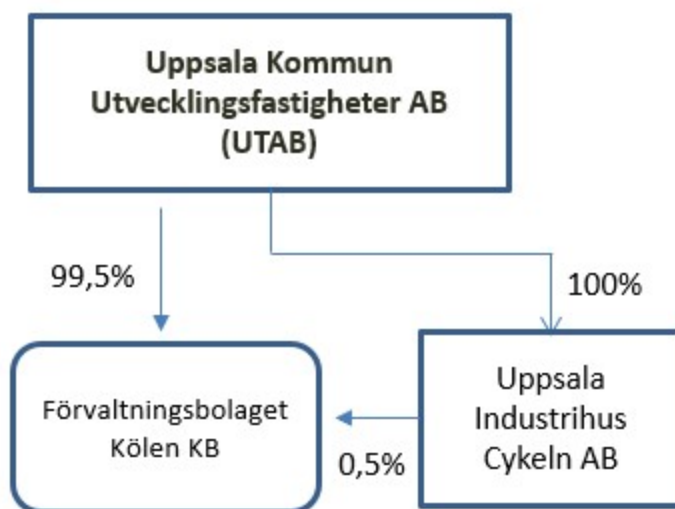 Uppsala Kommun
Utvecklingsfastigheter AB
(UTAB)
99,5%
100%
Förvaltningsbolaget
Kölen KB
0,5%
Uppsala
Industrihus
Cykeln AB